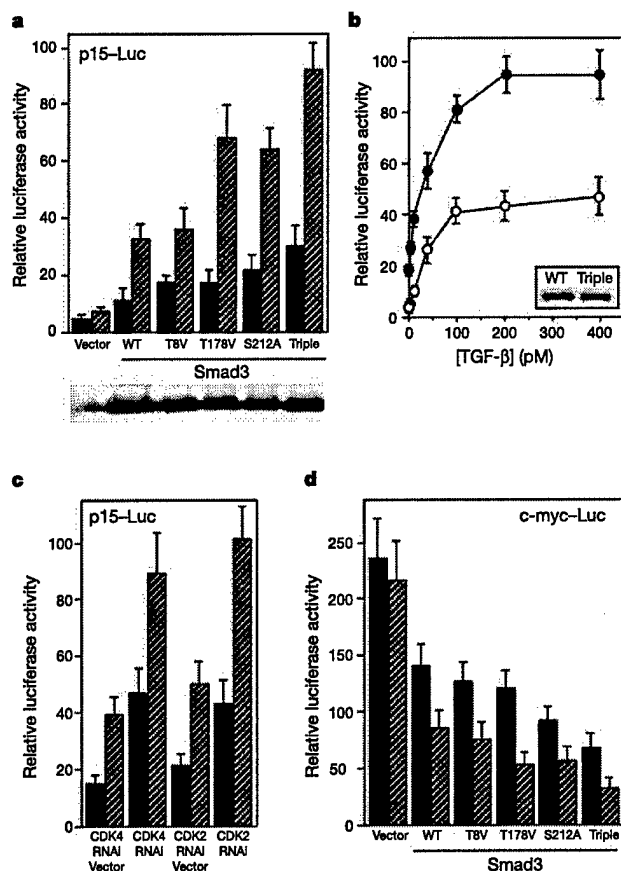 a
p15–Luc
Relative luciferase activity
100
80
60
40
20
0
Vector WT T8V T178V S212A Triple
Smad3
b
Relative luciferase activity
100
80
60
40
20
0
WT Triple
0 100 200 300 400
[TGF-β] (pM)
c
p15–Luc
Relative luciferase activity
100
80
60
40
20
0
CDK4 RNAi Vector
CDK4 RNAi
CDK2 RNAi Vector
CDK2 RNAi
d
c-myc–Luc
Relative luciferase activity
250
200
150
100
50
0
Vector WT T8V T178V S212A Triple
Smad3